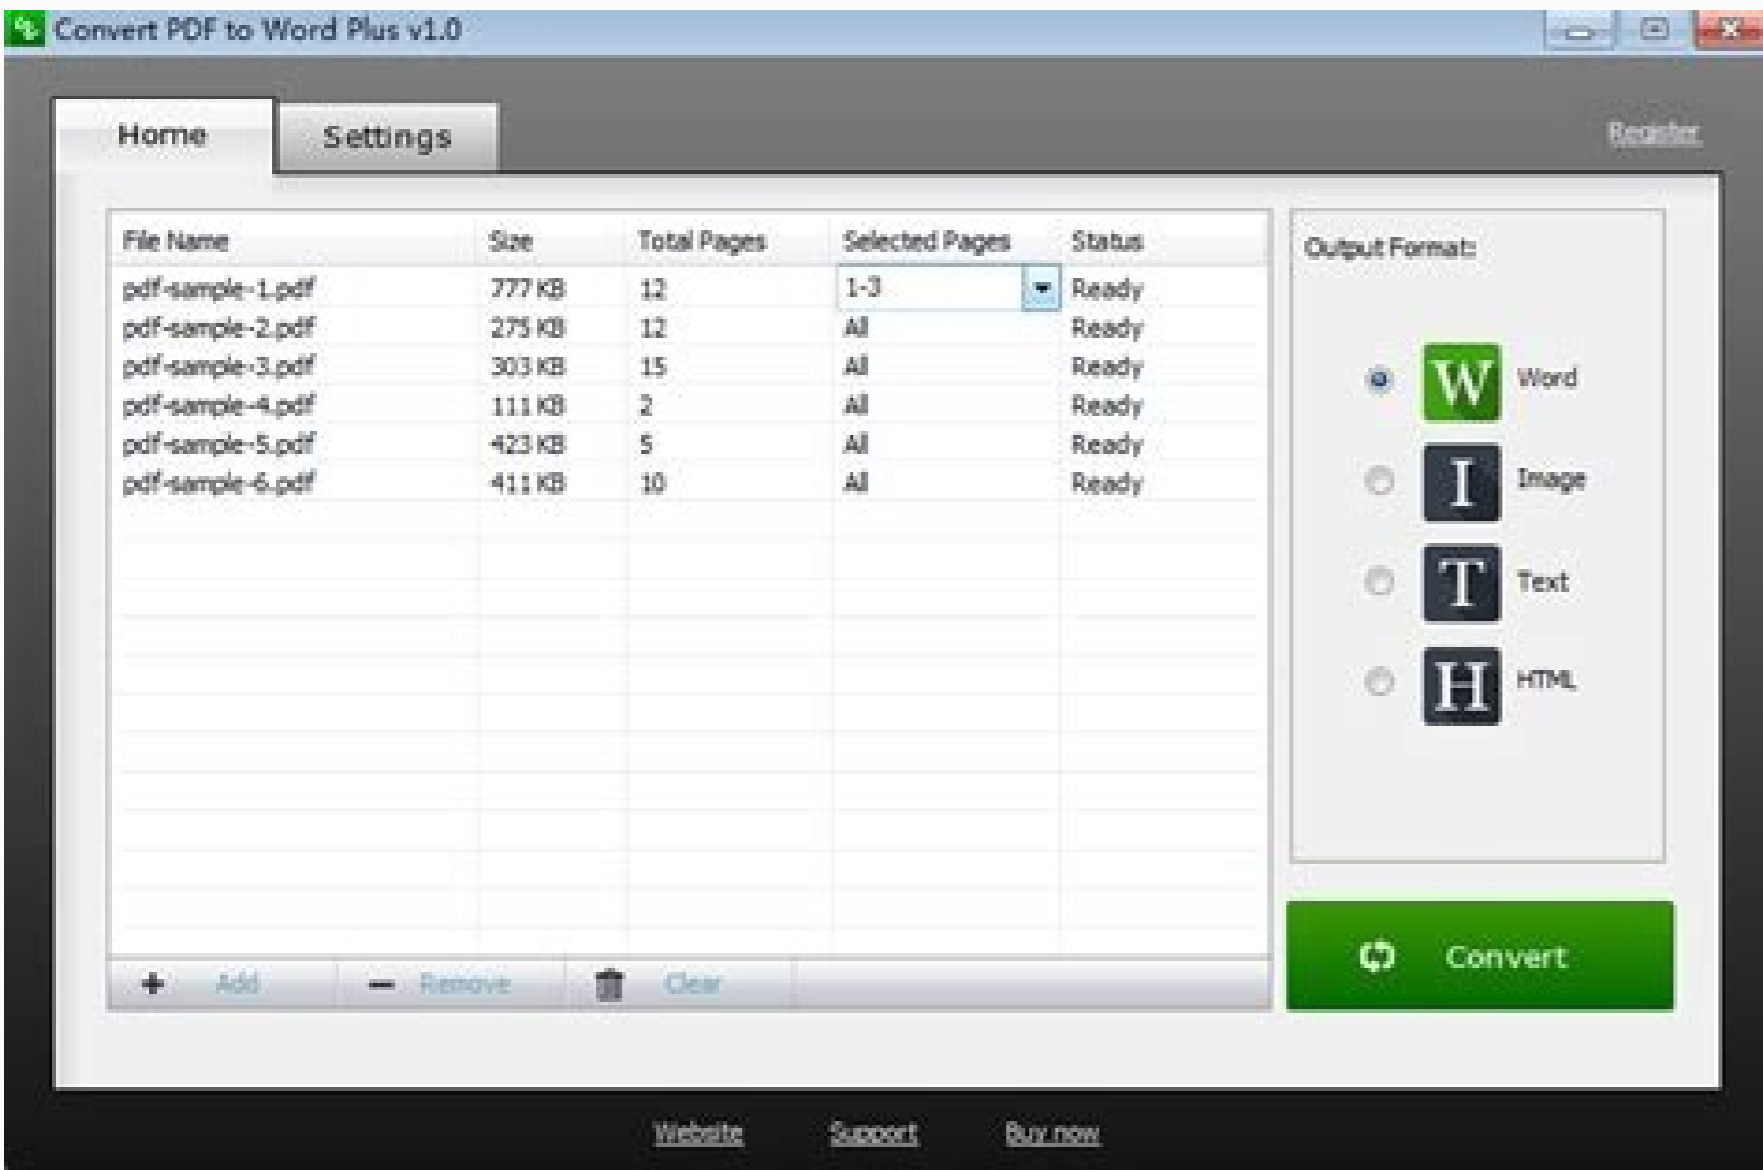 Convert PDF to Word Plus v1.0
Home Settings Register
File Name Size Total Pages Selected Pages Status
pdf-sample-1.pdf 777 KB 12 1-3 Ready
pdf-sample-2.pdf 275 KB 12 All Ready
pdf-sample-3.pdf 303 KB 15 All Ready
pdf-sample-4.pdf 111 KB 2 All Ready
pdf-sample-5.pdf 423 KB 5 All Ready
pdf-sample-6.pdf 411 KB 10 All Ready
Add Remove Clear
Output Format:
W Word
I Image
T Text
H HTML
Convert
Website Support Buy now